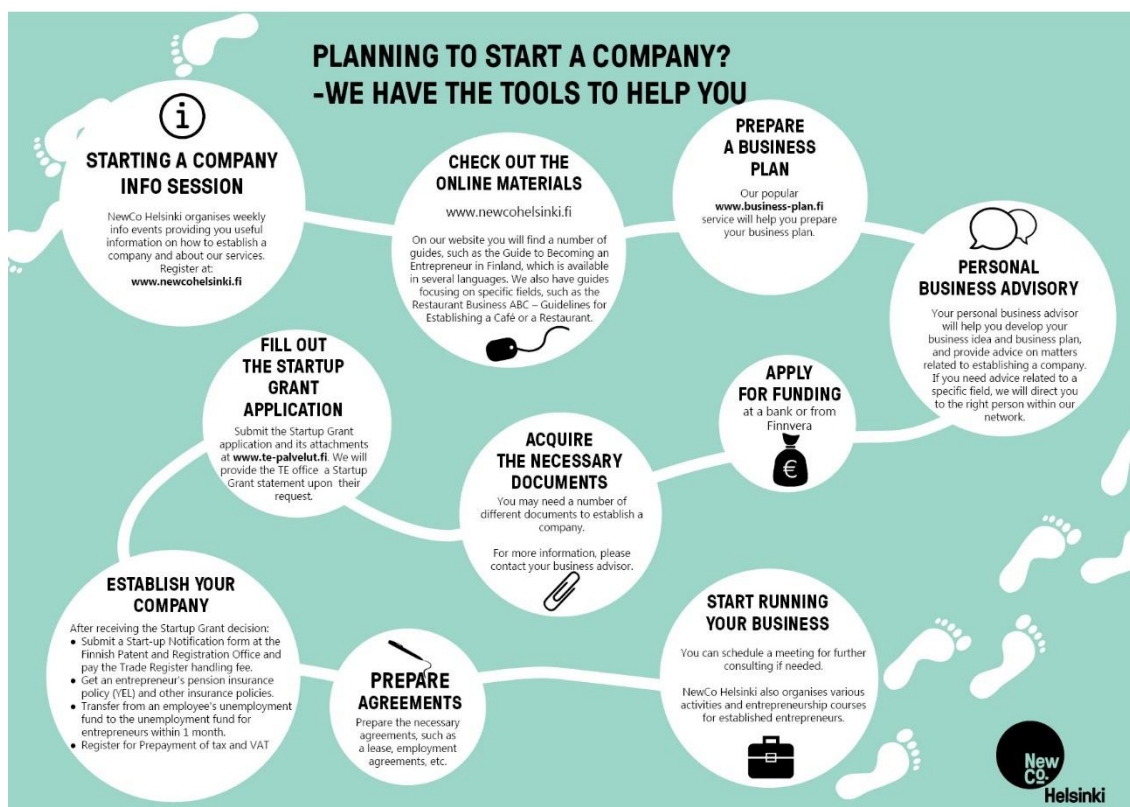 PLANNING TO START A COMPANY?
-WE HAVE THE TOOLS TO HELP YOU
i
STARTING A COMPANY
INFO SESSION
NewCo Helsinki organises weekly
info events providing you useful
information on how to establish a
company and about our services.
Register at:
www.newcohelsinki.fi
CHECK OUT THE
ONLINE MATERIALS
www.newcohelsinki.fi
On our website you will find a number of
guides, such as the Guide to Becoming an
Entrepreneur in Finland, which is available
in several languages. We also have guides
focusing on specific fields, such as the
Restaurant Business ABC – Guidelines for
Establishing a Café or a Restaurant.
PREPARE
A BUSINESS
PLAN
Our popular
www.business-plan.fi
service will help you prepare
your business plan.
PERSONAL
BUSINESS ADVISORY
Your personal business advisor
will help you develop your
business idea and business plan,
and provide advice on matters
related to establishing a company.
If you need advice related to a
specific field, we will direct you
to the right person within our
network.
APPLY
FOR FUNDING
at a bank or from
Finnvera
€
ACQUIRE
THE NECESSARY
DOCUMENTS
You may need a number of
different documents to establish a
company.
For more information, please
contact your business advisor.
FILL OUT
THE STARTUP
GRANT
APPLICATION
Submit the Startup Grant
application and its attachments
at www.te-palvelut.fi. We will
provide the TE office a Startup
Grant statement upon their
request.
ESTABLISH YOUR
COMPANY
After receiving the Startup Grant decision:
• Submit a Start-up Notification form at the
Finnish Patent and Registration Office and
pay the Trade Register handling fee.
• Get an entrepreneur's pension insurance
policy (YEL) and other insurance policies.
• Transfer from an employee's unemployment
fund to the unemployment fund for
entrepreneurs within 1 month.
• Register for Prepayment of tax and VAT
PREPARE
AGREEMENTS
Prepare the necessary
agreements, such as
a lease, employment
agreements, etc.
START RUNNING
YOUR BUSINESS
You can schedule a meeting for further
consulting if needed.
NewCo Helsinki also organises various
activities and entrepreneurship courses
for established entrepreneurs.
New
Co.
Helsinki